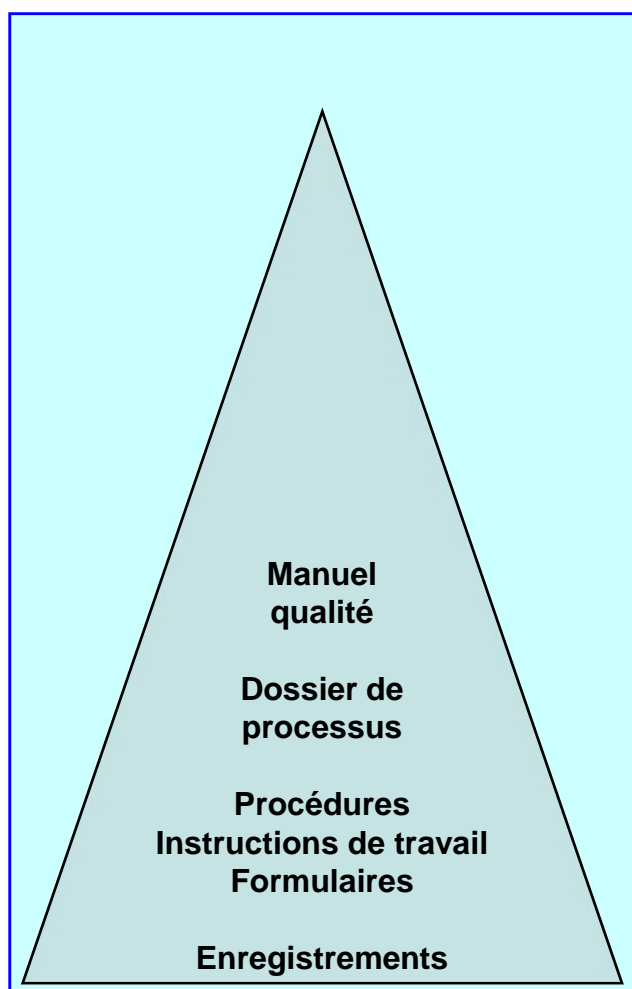 Manuel
qualité
Dossier de
processus
Procédures
Instructions de travail
Formulaires
Enregistrements